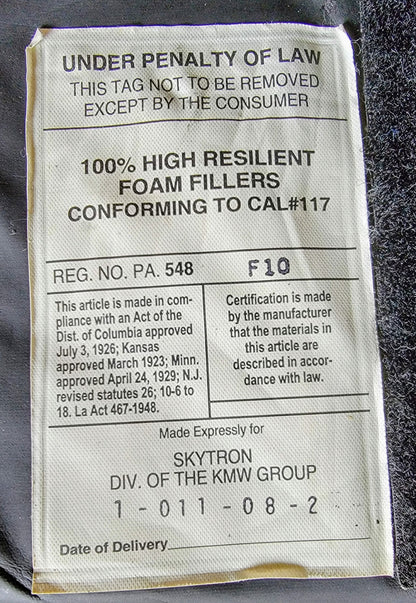 UNDER PENALTY OF LAW
THIS TAG NOT TO BE REMOVED
EXCEPT BY THE CONSUMER
100% HIGH RESILIENT
FOAM FILLERS
CONFORMING TO CAL#117
REG. NO. PA. 548 F10
This article is made in com-
pliance with an Act of the
Dist. of Columbia approved
July 3, 1926; Kansas
approved March 1923; Minn.
approved April 24, 1929; N.J.
revised statutes 26; 10-6 to
18. La Act 467-1948.
Certification is made
by the manufacturer
that the materials in
this article are
described in accor-
dance with law.
Made Expressly for
SKYTRON
DIV. OF THE KMW GROUP
1 - 011 - 08 - 2
Date of Delivery